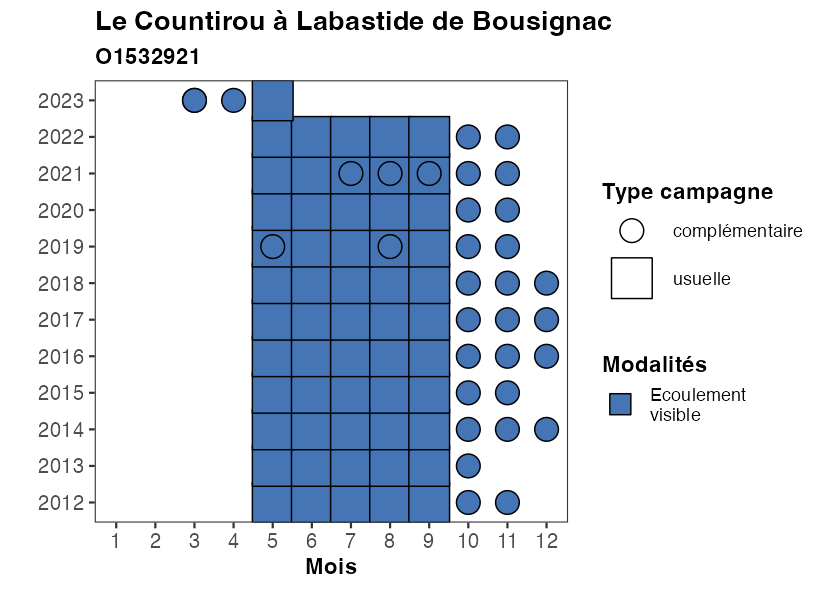 Le Countirou à Labastide de Bousignac
O1532921
2023
2022
2021
2020
2019
2018
2017
2016
2015
2014
2013
2012
1 2 3 4 5 6 7 8 9 10 11 12
Mois
Type campagne
complémentaire
usuelle
Modalités
Ecoulement
visible